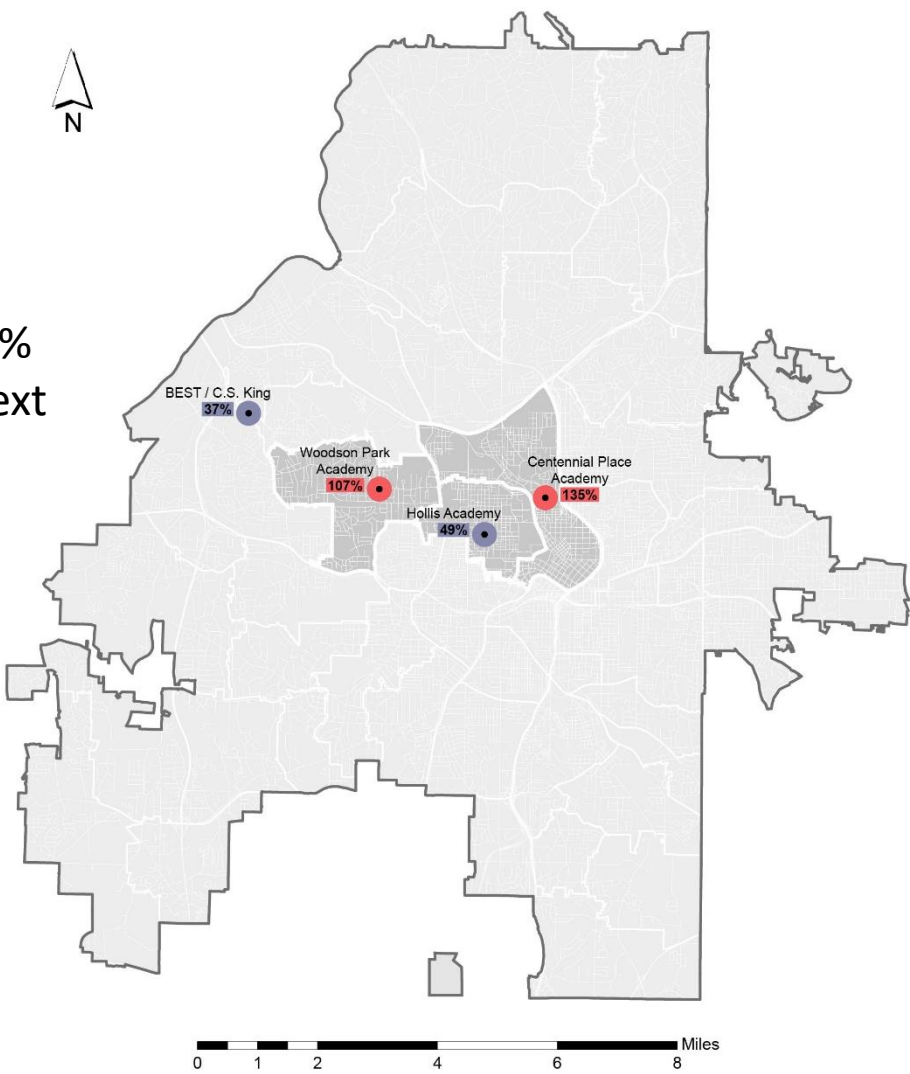 N
%
ext
BEST / C.S. King
37%
Woodson Park
Academy
107%
Centennial Place
Academy
135%
Hollis Academy
49%
Miles
0 1 2 4 6 8